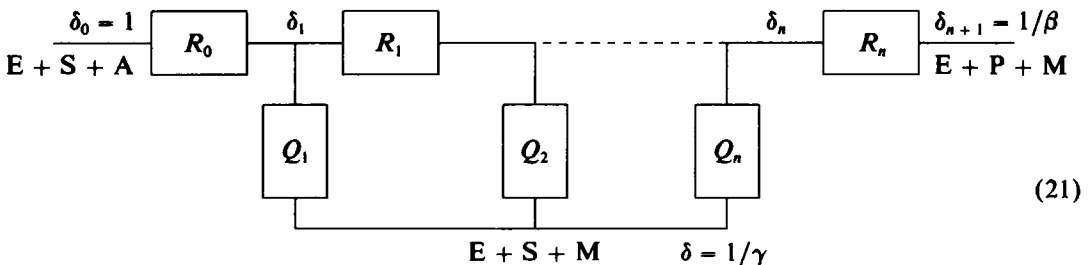 δ₀ = 1 δ₁ δₙ δₙ₊₁ = 1/β
R₀ R₁ Rₙ
E + S + A E + P + M
Q₁ Q₂ Qₙ
(21)
E + S + M δ = 1/γ